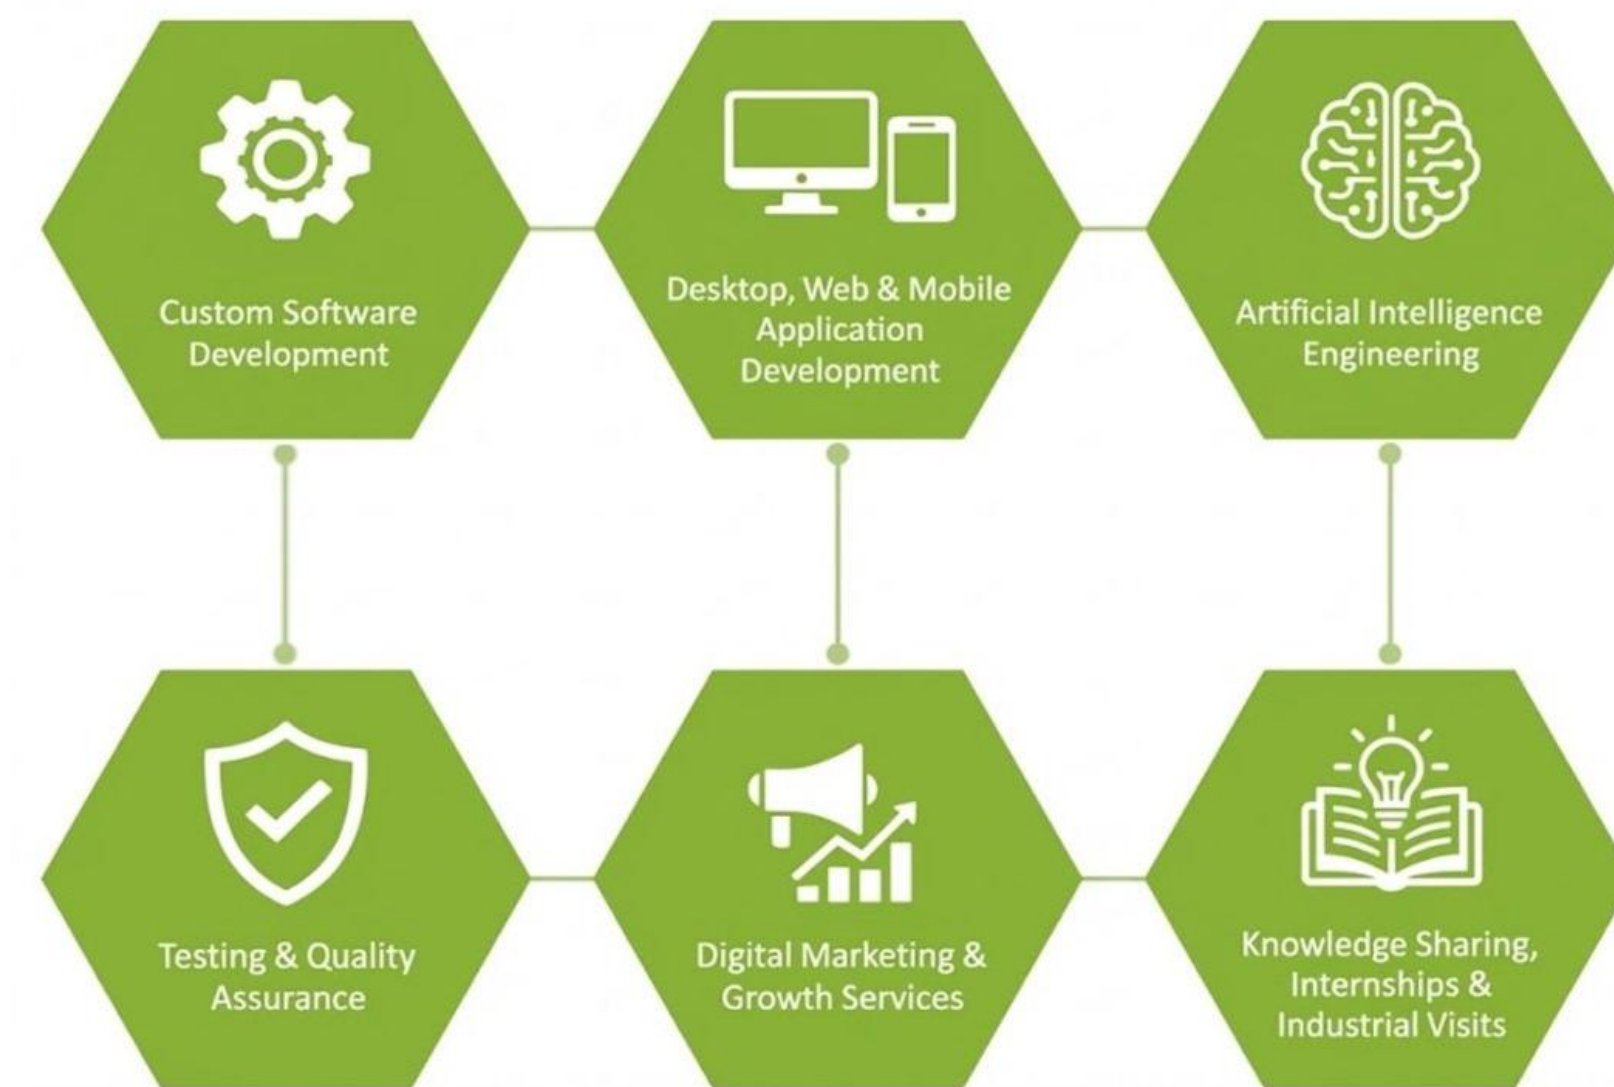 Custom Software
Development
Desktop, Web & Mobile
Application
Development
Artificial Intelligence
Engineering
Testing & Quality
Assurance
Digital Marketing &
Growth Services
Knowledge Sharing,
Internships &
Industrial Visits